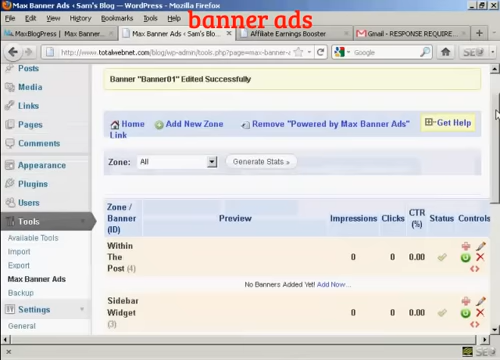 Max Banner Ads ‹ Sam's Blog — WordPress - Mozilla Firefox
banner ads
File Edit View History Bookmarks Tools Help
MaxBlogPress | Members
Max Banner Ads ‹ Sam's Blog — Wor...
Affiliate Earnings Booster
Gmail - RESPONSE REQUIRE...
http://www.totalwebnet.com/blog/wp-admin/tools.php?page=max-banner-
Google
Posts
Media
Links
Pages
Comments
Appearance
Plugins
Users
Tools
Available Tools
Import
Export
Max Banner Ads
Backup
Settings
General
Banner "Banner01" Edited Successfully
Home Add New Zone Remove "Powered by Max Banner Ads"
Link
Get Help
Zone: All Generate Stats »
Zone / Banner (ID) Preview Impressions Clicks CTR (%) Status Controls
Within The Post (4) 0 0 0.00
No Banners Added Yet! Add Now...
Sidebar Widget (3) 0 0 0.00